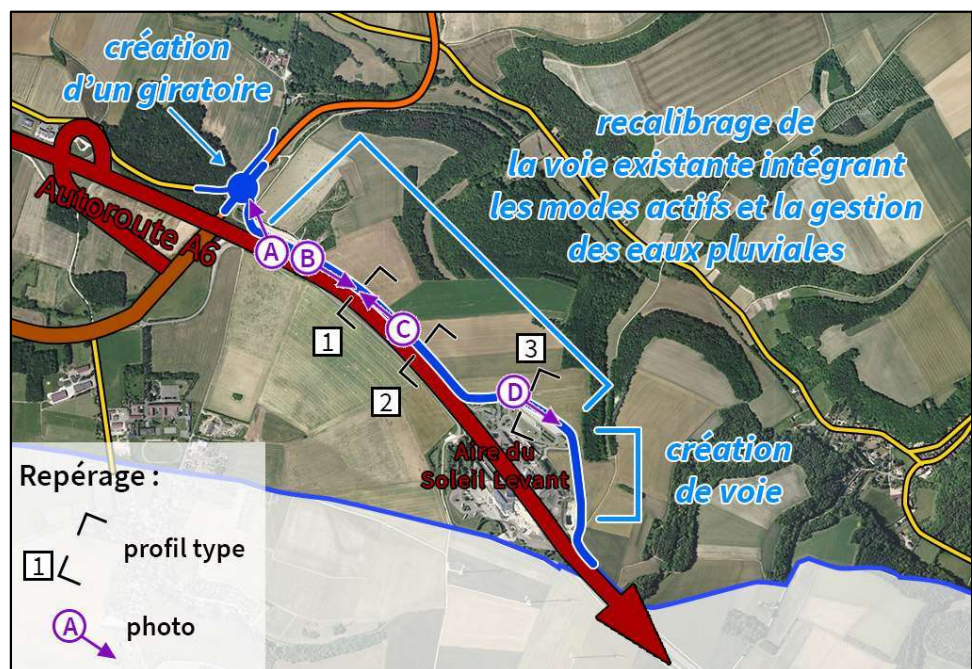 création
d'un giratoire
recalibrage de
la voie existante intégrant
les modes actifs et la gestion
des eaux pluviales
Autoroute A6
A
B
1
C
3
2
D
Aire du
Soleil Levant
création
de voie
Repérage :
1
profil type
A
photo